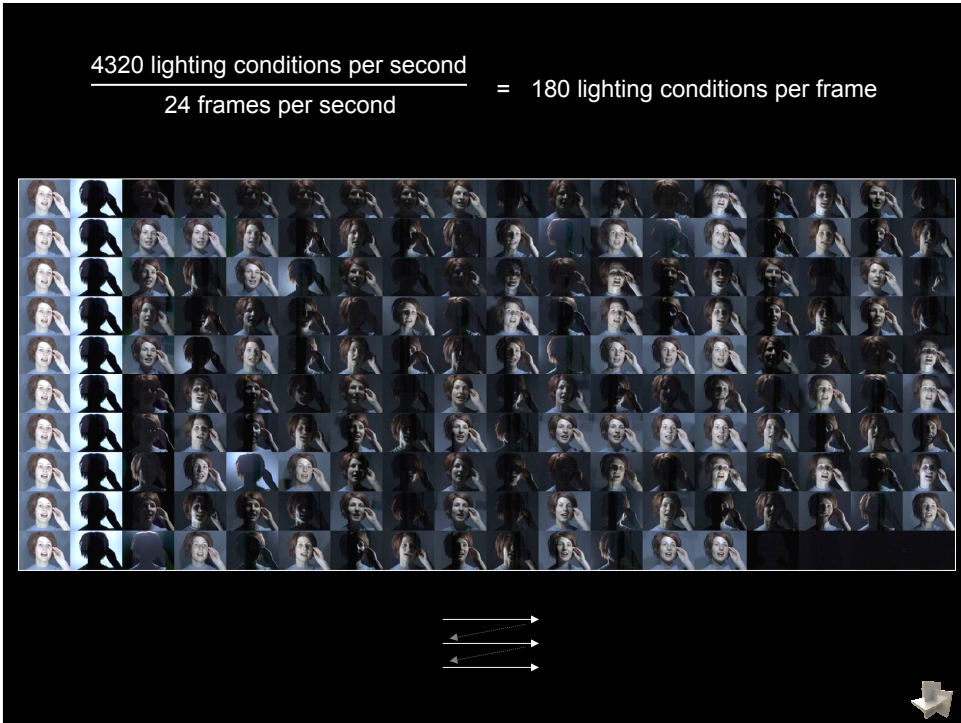 4320 lighting conditions per second
24 frames per second
= 180 lighting conditions per frame